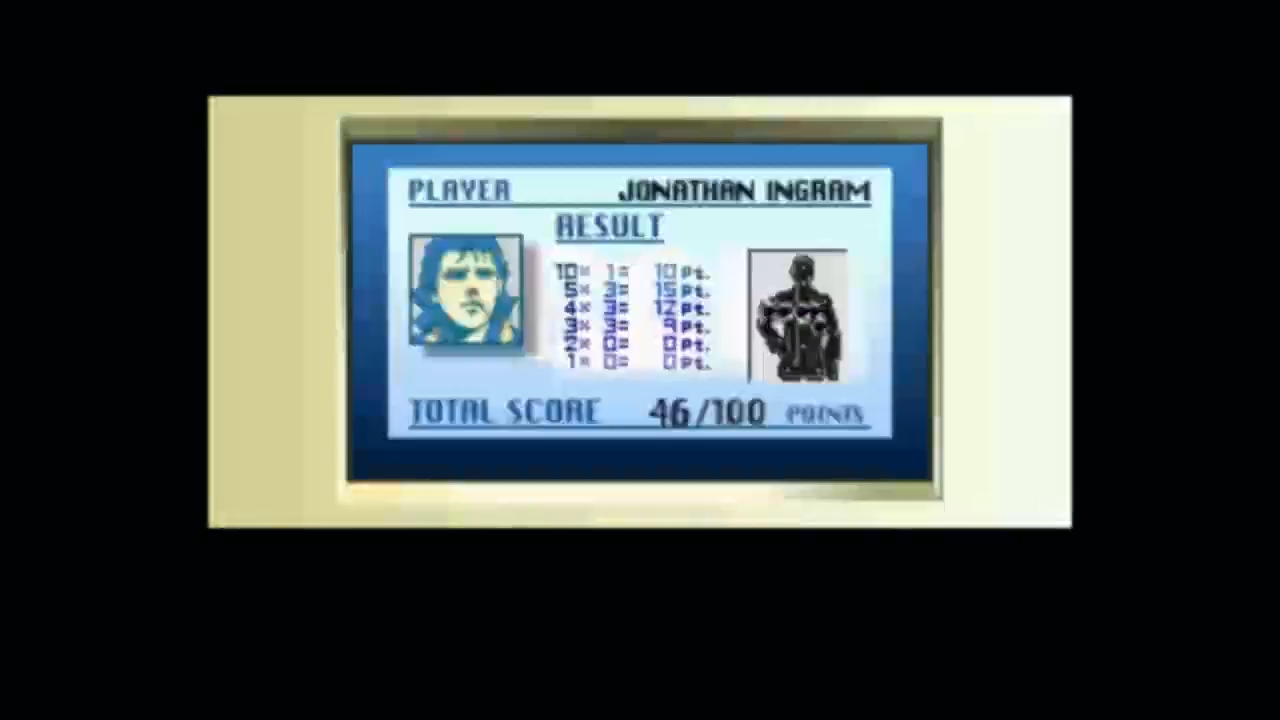 PLAYER JONATHAN INGRAM
RESULT
10× 1= 10Pt.
5× 3= 15Pt.
4× 3= 12Pt.
3× 3= 9Pt.
2× 0= 0Pt.
1× 0= 0Pt.
TOTAL SCORE 46/100 POINTS